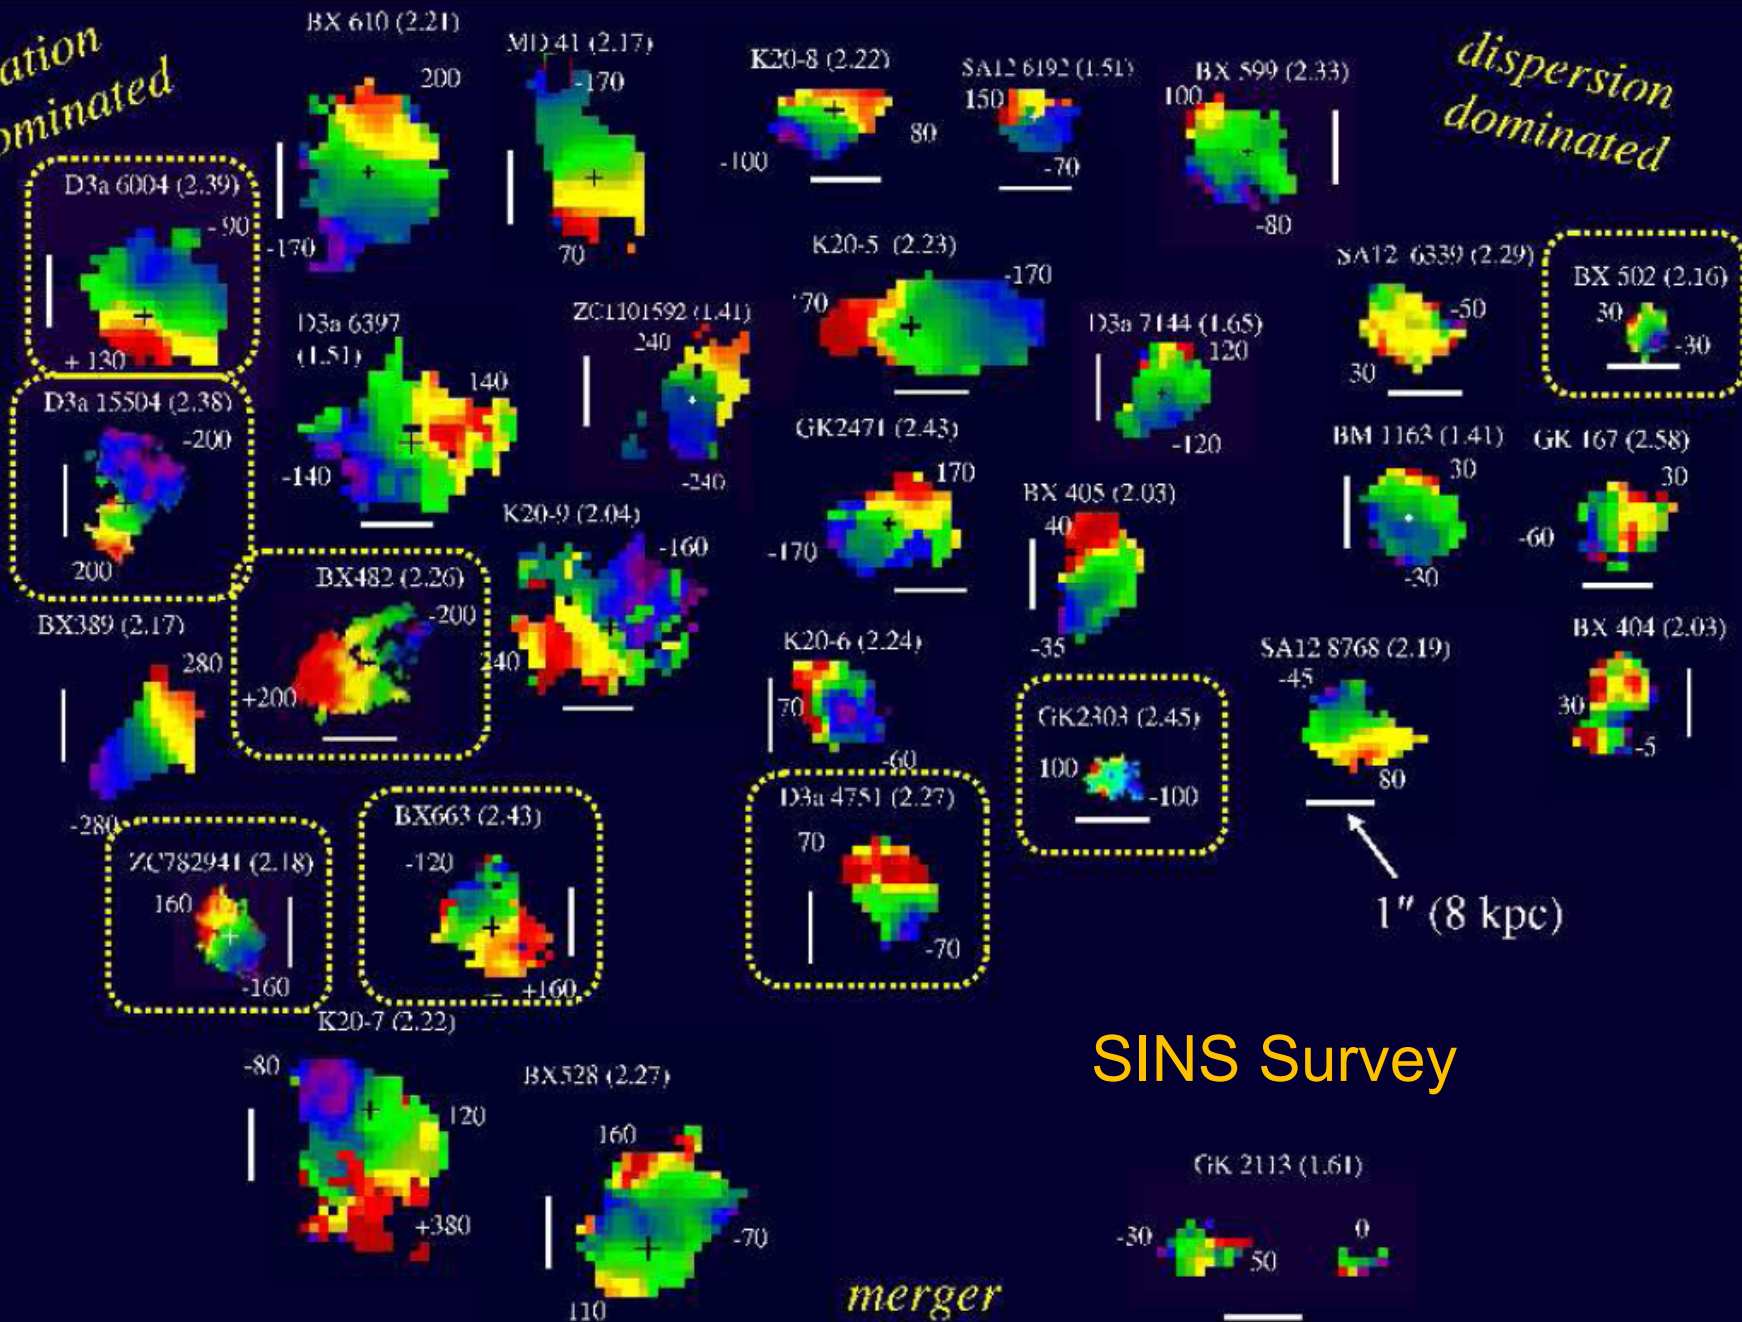 ation
ominated
BX 610 (2.21)
200
-170
MD 41 (2.17)
-170
70
K20-8 (2.22)
80
-100
SA12 6192 (1.51)
150
-70
BX 599 (2.33)
100
-80
dispersion
dominated
D3a 6004 (2.39)
- 90
+ 130
D3a 6397
(1.51)
140
-140
ZC1101592 (1.41)
240
-240
K20-5 (2.23)
-170
70
D3a 7144 (1.65)
120
-120
SA12 6339 (2.29)
-50
30
BX 502 (2.16)
30
-30
D3a 15504 (2.38)
-200
200
K20-9 (2.04)
-160
240
GK2471 (2.43)
170
-170
BX 405 (2.03)
40
-35
BM 1163 (1.41)
30
-30
GK 167 (2.58)
30
-60
BX482 (2.26)
-200
+200
BX389 (2.17)
280
-280
K20-6 (2.24)
70
-60
GK2303 (2.45)
100
-100
SA12 8768 (2.19)
-45
80
BX 404 (2.03)
30
-5
ZC782941 (2.18)
160
-160
BX663 (2.43)
-120
+160
D3a 4751 (2.27)
70
-70
1″ (8 kpc)
K20-7 (2.22)
-80
120
+380
BX528 (2.27)
160
-70
110
SINS Survey
GK 2113 (1.61)
-30
50
0
merger